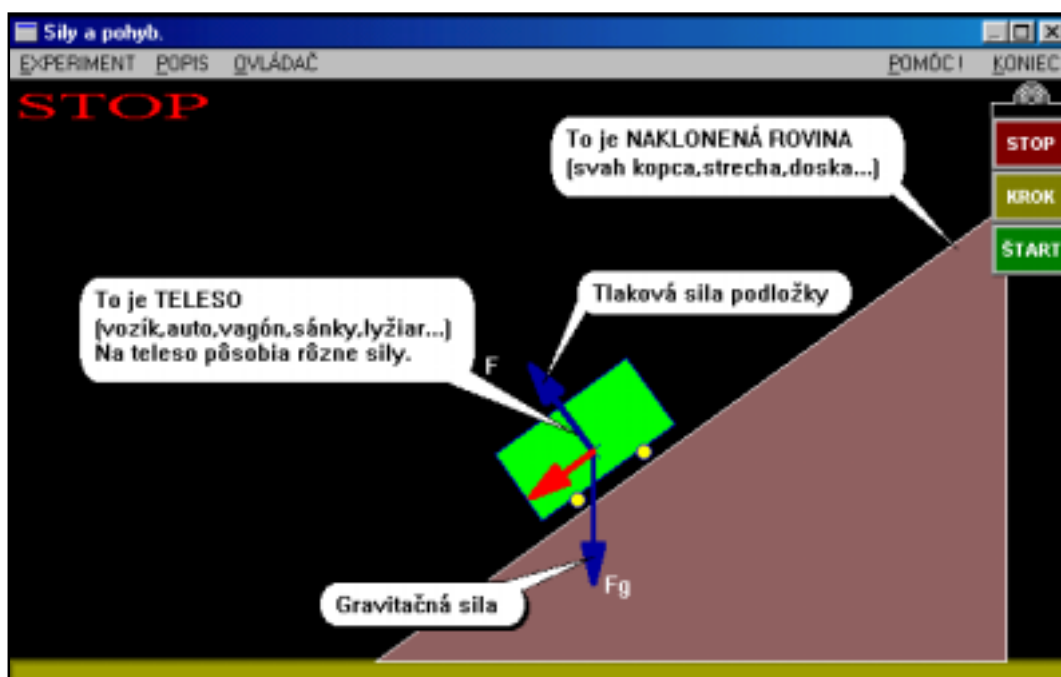 Sily a pohyb.
EXPERIMENT POPIS OVLÁDAČ POMÔC! KONIEC
STOP
To je NAKLONENÁ ROVINA
(svah kopca,strecha,doska...)
STOP
KROK
ŠTART
Tlaková sila podložky
To je TELESO
(vozík,auto,vagón,sánky,lyžiar...)
Na teleso pôsobia rôzne sily.
F
Gravitačná sila
Fg